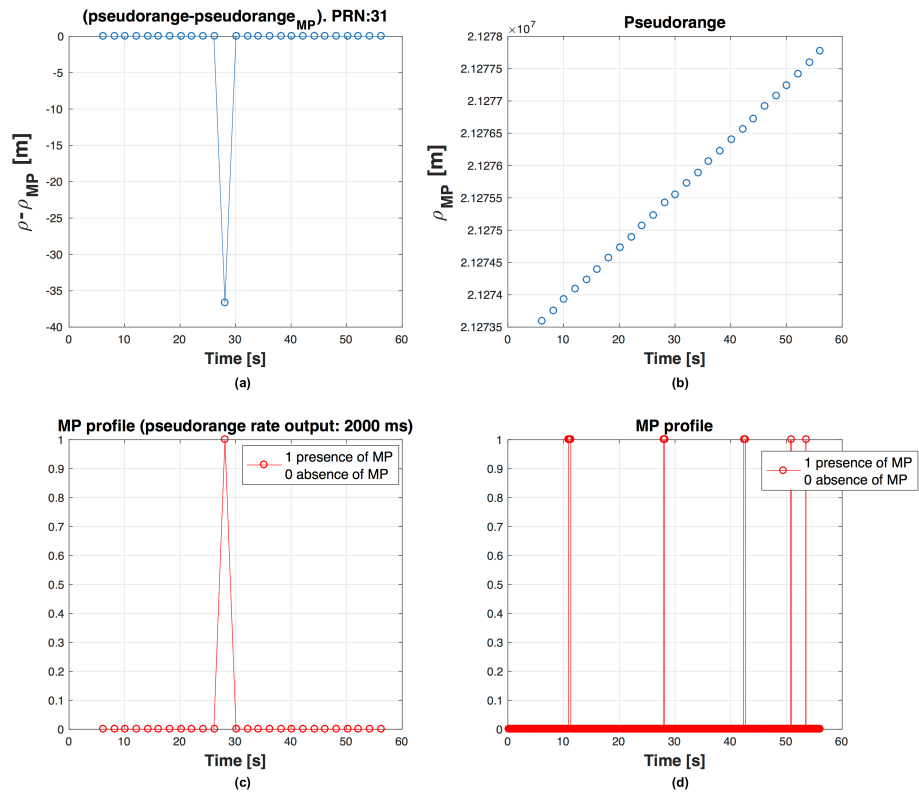 (pseudorange-pseudorange_MP). PRN:31
0
-5
-10
-15
-20
-25
-30
-35
-40
ρ - ρ_MP [m]
0 10 20 30 40 50 60
Time [s]
(a)
Pseudorange
×10^7
2.1278
2.12775
2.1277
2.12765
2.1276
2.12755
2.1275
2.12745
2.1274
2.12735
ρ_MP [m]
0 10 20 30 40 50 60
Time [s]
(b)
MP profile (pseudorange rate output: 2000 ms)
1 presence of MP
0 absence of MP
1
0.9
0.8
0.7
0.6
0.5
0.4
0.3
0.2
0.1
0
0 10 20 30 40 50 60
Time [s]
(c)
MP profile
1 presence of MP
0 absence of MP
1
0.9
0.8
0.7
0.6
0.5
0.4
0.3
0.2
0.1
0
0 10 20 30 40 50 60
Time [s]
(d)